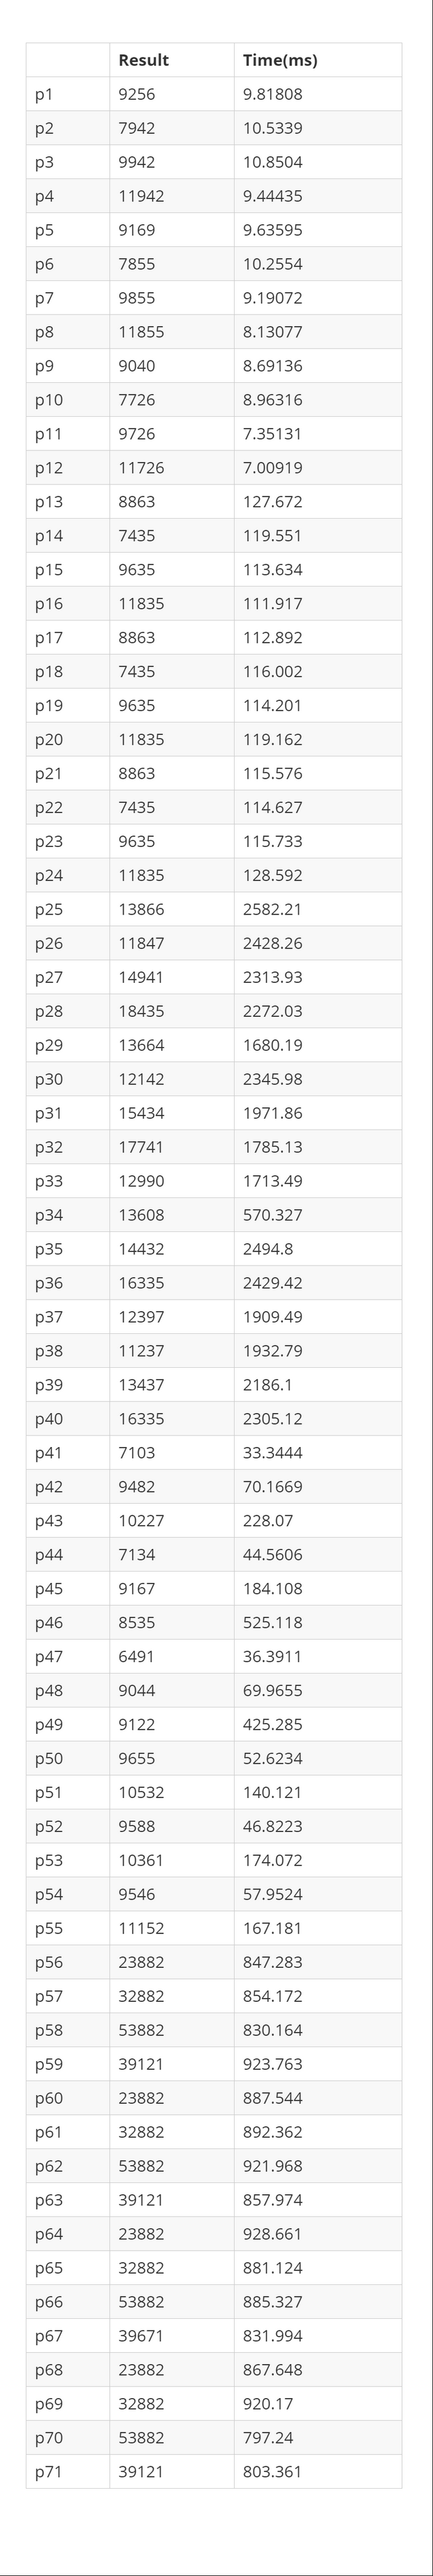 Result Time(ms)
p1 9256 9.81808
p2 7942 10.5339
p3 9942 10.8504
p4 11942 9.44435
p5 9169 9.63595
p6 7855 10.2554
p7 9855 9.19072
p8 11855 8.13077
p9 9040 8.69136
p10 7726 8.96316
p11 9726 7.35131
p12 11726 7.00919
p13 8863 127.672
p14 7435 119.551
p15 9635 113.634
p16 11835 111.917
p17 8863 112.892
p18 7435 116.002
p19 9635 114.201
p20 11835 119.162
p21 8863 115.576
p22 7435 114.627
p23 9635 115.733
p24 11835 128.592
p25 13866 2582.21
p26 11847 2428.26
p27 14941 2313.93
p28 18435 2272.03
p29 13664 1680.19
p30 12142 2345.98
p31 15434 1971.86
p32 17741 1785.13
p33 12990 1713.49
p34 13608 570.327
p35 14432 2494.8
p36 16335 2429.42
p37 12397 1909.49
p38 11237 1932.79
p39 13437 2186.1
p40 16335 2305.12
p41 7103 33.3444
p42 9482 70.1669
p43 10227 228.07
p44 7134 44.5606
p45 9167 184.108
p46 8535 525.118
p47 6491 36.3911
p48 9044 69.9655
p49 9122 425.285
p50 9655 52.6234
p51 10532 140.121
p52 9588 46.8223
p53 10361 174.072
p54 9546 57.9524
p55 11152 167.181
p56 23882 847.283
p57 32882 854.172
p58 53882 830.164
p59 39121 923.763
p60 23882 887.544
p61 32882 892.362
p62 53882 921.968
p63 39121 857.974
p64 23882 928.661
p65 32882 881.124
p66 53882 885.327
p67 39671 831.994
p68 23882 867.648
p69 32882 920.17
p70 53882 797.24
p71 39121 803.361